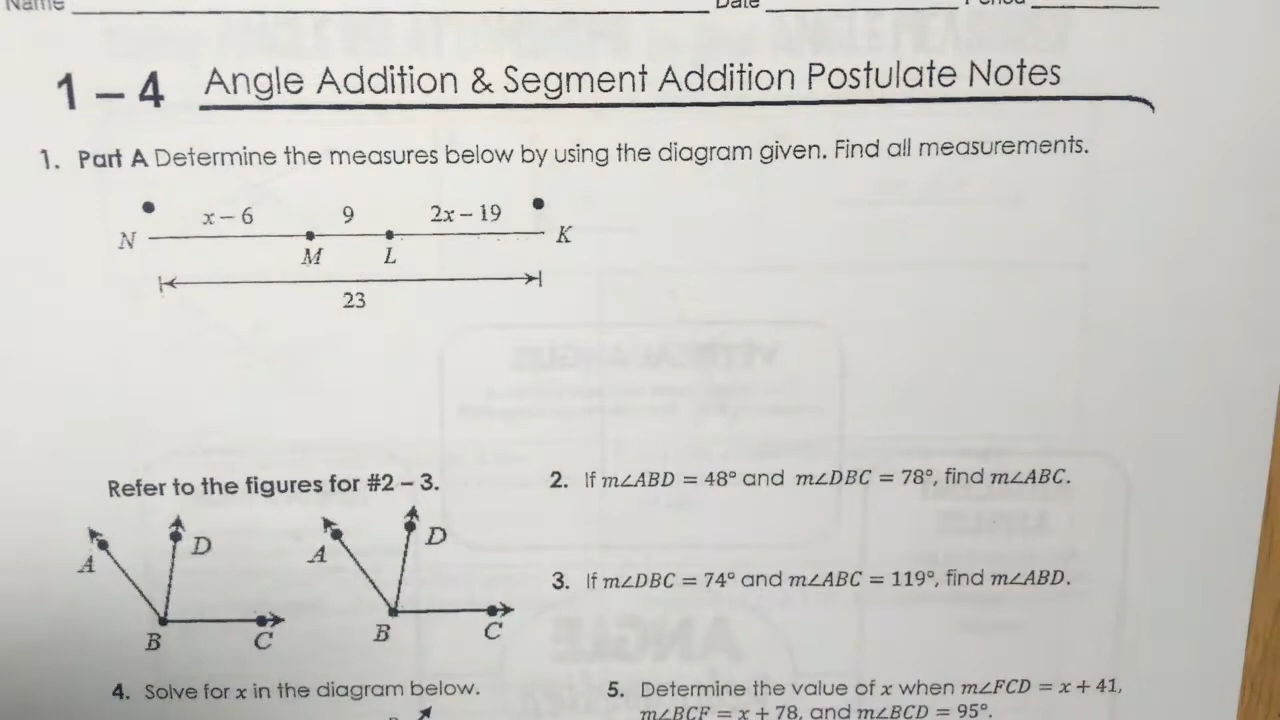 Name Date Period
1 – 4 Angle Addition & Segment Addition Postulate Notes
1. Part A Determine the measures below by using the diagram given. Find all measurements.
x – 6 9 2x – 19
N M L K
23
Refer to the figures for #2 – 3.
2. If m∠ABD = 48° and m∠DBC = 78°, find m∠ABC.
A D B C
A D B C
3. If m∠DBC = 74° and m∠ABC = 119°, find m∠ABD.
4. Solve for x in the diagram below.
5. Determine the value of x when m∠FCD = x + 41,
m∠BCF = x + 78, and m∠BCD = 95°.